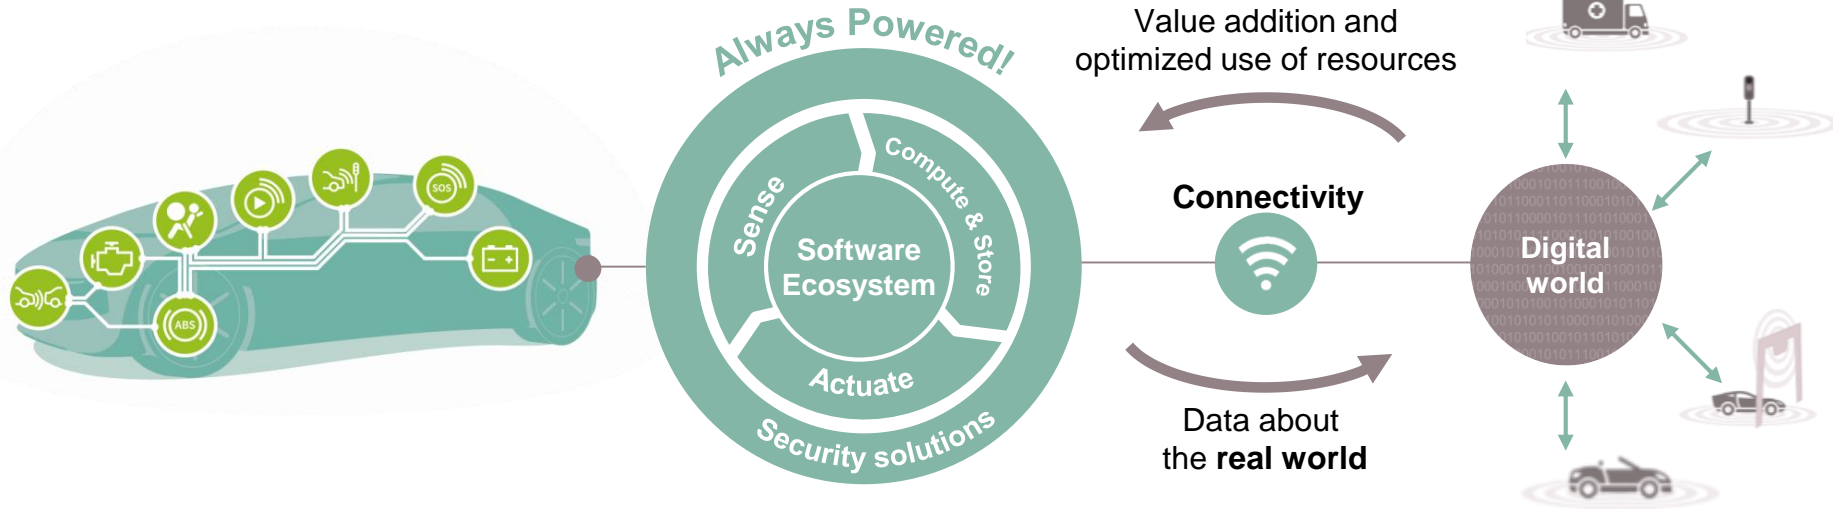 SOS
ABS
Always Powered!
Sense
Compute & Store
Software
Ecosystem
Actuate
Security solutions
Value addition and
optimized use of resources
Connectivity
Data about
the real world
Digital
world